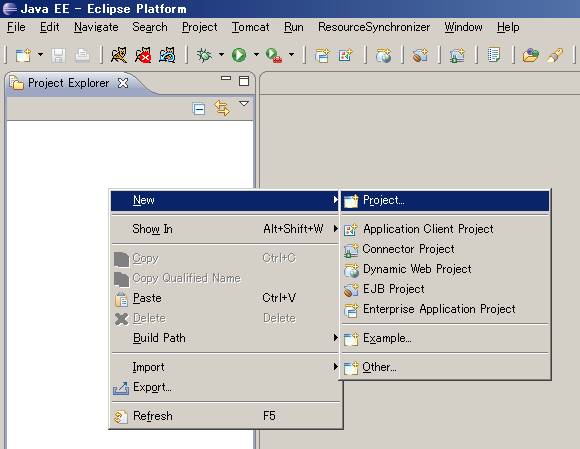 Java EE - Eclipse Platform
File Edit Navigate Search Project Tomcat Run ResourceSynchronizer Window Help
Project Explorer
New
Show In Alt+Shift+W
Copy Ctrl+C
Copy Qualified Name
Paste Ctrl+V
Delete Delete
Build Path
Import
Export...
Refresh F5
Project...
Application Client Project
Connector Project
Dynamic Web Project
EJB Project
Enterprise Application Project
Example...
Other...